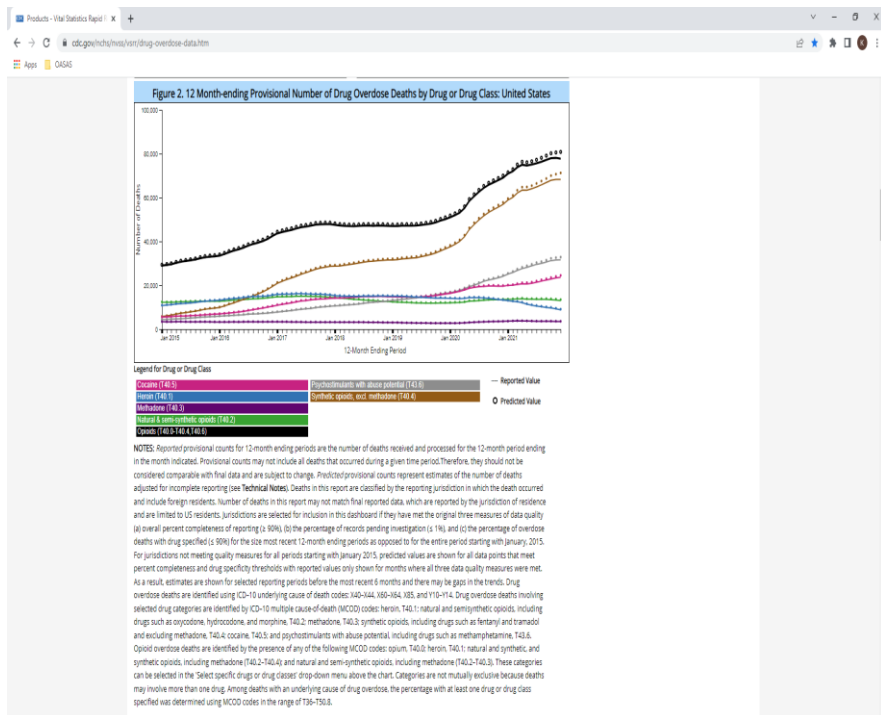 Products - Vital Statistics Rapid
cdc.gov/nchs/nvss/vsrr/drug-overdose-data.htm
K
Apps
OASAS
Figure 2. 12 Month-ending Provisional Number of Drug Overdose Deaths by Drug or Drug Class: United States
100,000
80,000
60,000
40,000
20,000
0
Number of Deaths
Jan 2015 Jan 2016 Jan 2017 Jan 2018 Jan 2019 Jan 2020 Jan 2021
12-Month Ending Period
Legend for Drug or Drug Class
Cocaine (T40.5) Psychostimulants with abuse potential (T43.6) Reported Value
Heroin (T40.1) Synthetic opioids, excl. methadone (T40.4) Predicted Value
Methadone (T40.3)
Natural & semi-synthetic opioids (T40.2)
Opioids (T40.0-T40.4,T40.6)
NOTES: Reported provisional counts for 12-month ending periods are the number of deaths received and processed for the 12-month period ending
in the month indicated. Provisional counts may not include all deaths that occurred during a given time period.Therefore, they should not be
considered comparable with final data and are subject to change. Predicted provisional counts represent estimates of the number of deaths
adjusted for incomplete reporting (see Technical Notes). Deaths in this report are classified by the reporting jurisdiction in which the death occurred
and include foreign residents. Number of deaths in this report may not match final reported data, which are reported by the jurisdiction of residence
and are limited to US residents. Jurisdictions are selected for inclusion in this dashboard if they have met the original three measures of data quality
(a) overall percent completeness of reporting (≥ 90%), (b) the percentage of records pending investigation (≤ 1%), and (c) the percentage of overdose
deaths with drug specified (≤ 90%) for the size most recent 12-month ending periods as opposed to for the entire period starting with January, 2015.
For jurisdictions not meeting quality measures for all periods starting with January 2015, predicted values are shown for all data points that meet
percent completeness and drug specificity thresholds with reported values only shown for months where all three data quality measures were met.
As a result, estimates are shown for selected reporting periods before the most recent 6 months and there may be gaps in the trends. Drug
overdose deaths are identified using ICD–10 underlying cause of death codes: X40–X44, X60–X64, X85, and Y10–Y14. Drug overdose deaths involving
selected drug categories are identified by ICD–10 multiple cause-of-death (MCOD) codes: heroin, T40.1; natural and semisynthetic opioids, including
drugs such as oxycodone, hydrocodone, and morphine, T40.2; methadone, T40.3; synthetic opioids, including drugs such as fentanyl and tramadol
and excluding methadone, T40.4; cocaine, T40.5; and psychostimulants with abuse potential, including drugs such as methamphetamine, T43.6.
Opioid overdose deaths are identified by the presence of any of the following MCOD codes: opium, T40.0; heroin, T40.1; natural and synthetic, and
synthetic opioids, including methadone (T40.2–T40.4); and natural and semi-synthetic opioids, including methadone (T40.2–T40.3). These categories
can be selected in the 'Select specific drugs or drug classes' drop-down menu above the chart. Categories are not mutually exclusive because deaths
may involve more than one drug. Among deaths with an underlying cause of drug overdose, the percentage with at least one drug or drug class
specified was determined using MCOD codes in the range of T36–T50.8.